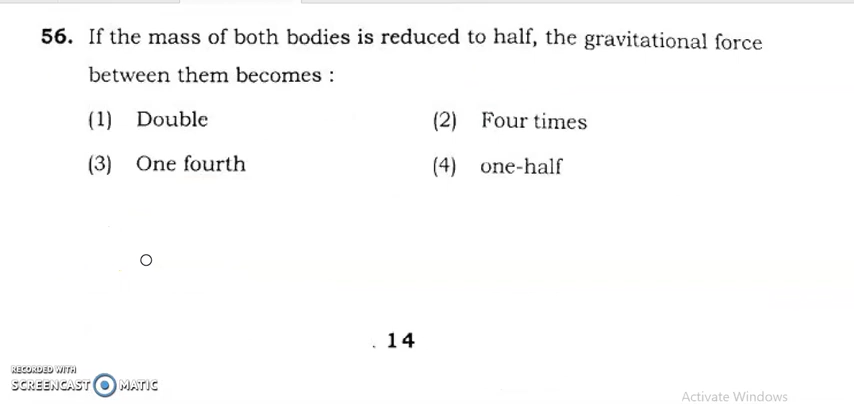 56. If the mass of both bodies is reduced to half, the gravitational force
between them becomes :
(1) Double (2) Four times
(3) One fourth (4) one-half
. 14
RECORDED WITH
SCREENCAST O MATIC
Activate Windows